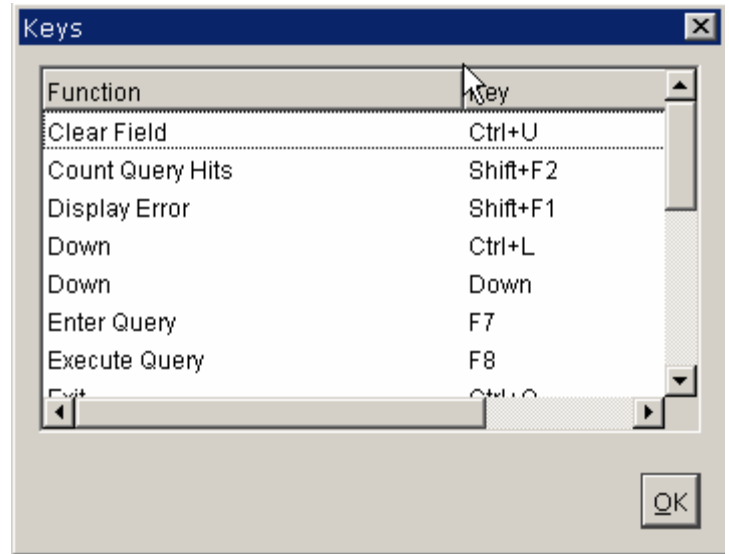 Keys
Function Key
Clear Field Ctrl+U
Count Query Hits Shift+F2
Display Error Shift+F1
Down Ctrl+L
Down Down
Enter Query F7
Execute Query F8
Exit
OK